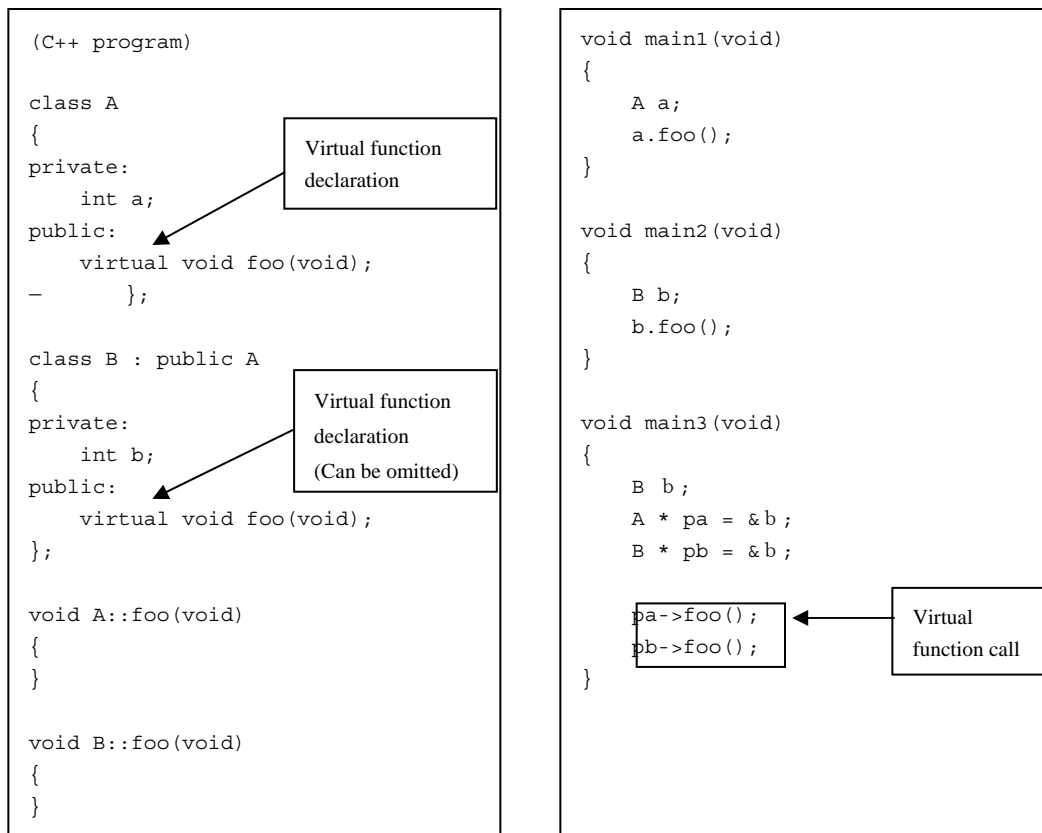 (C++ program)
class A
{
private:
int a;
public:
virtual void foo(void);
— };
class B : public A
{
private:
int b;
public:
virtual void foo(void);
};
void A::foo(void)
{
}
void B::foo(void)
{
}
Virtual function
declaration
Virtual function
declaration
(Can be omitted)
void main1(void)
{
A a;
a.foo();
}
void main2(void)
{
B b;
b.foo();
}
void main3(void)
{
B b;
A * pa = &b;
B * pb = &b;
pa->foo();
pb->foo();
}
Virtual
function call